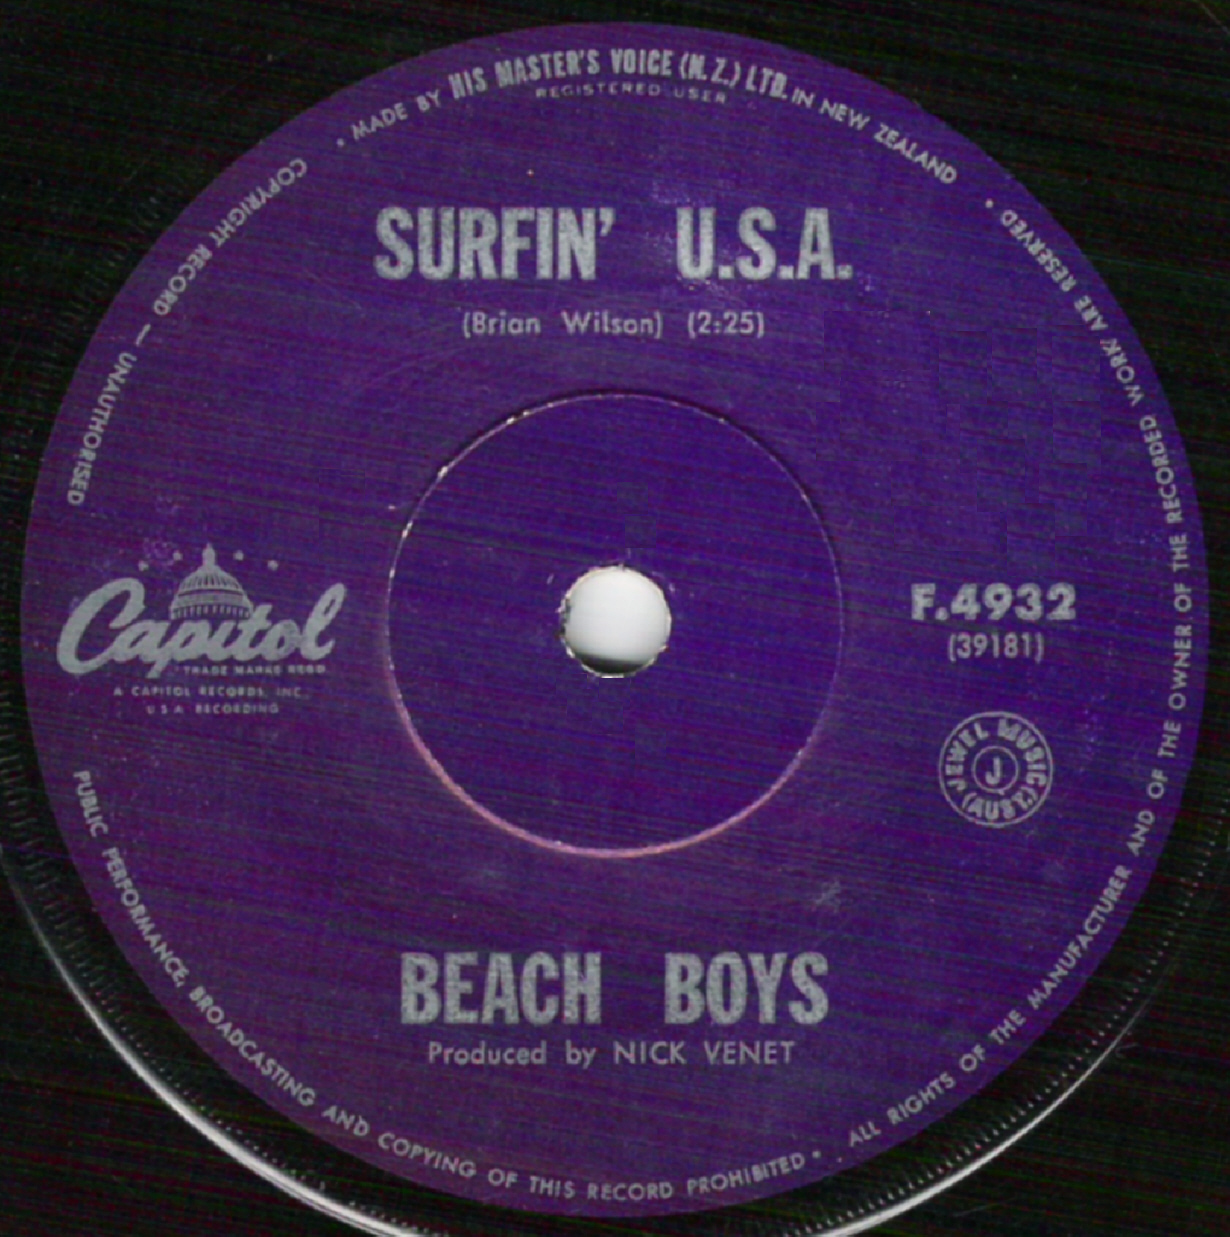 • MADE BY HIS MASTER'S VOICE (N.Z.) LTD. IN NEW ZEALAND •
REGISTERED USER
SURFIN' U.S.A.
(Brian Wilson) (2:25)
Capitol
TRADE MARKS REGD.
A CAPITOL RECORDS, INC.
U S A RECORDING
F.4932
(39181)
JEWEL MUSIC (AUST.)
J
BEACH BOYS
Produced by NICK VENET
ALL RIGHTS OF THE MANUFACTURER AND OF THE OWNER OF THE RECORDED WORK ARE RESERVED
COPYRIGHT RECORD — UNAUTHORISED
PUBLIC PERFORMANCE, BROADCASTING AND COPYING OF THIS RECORD PROHIBITED •